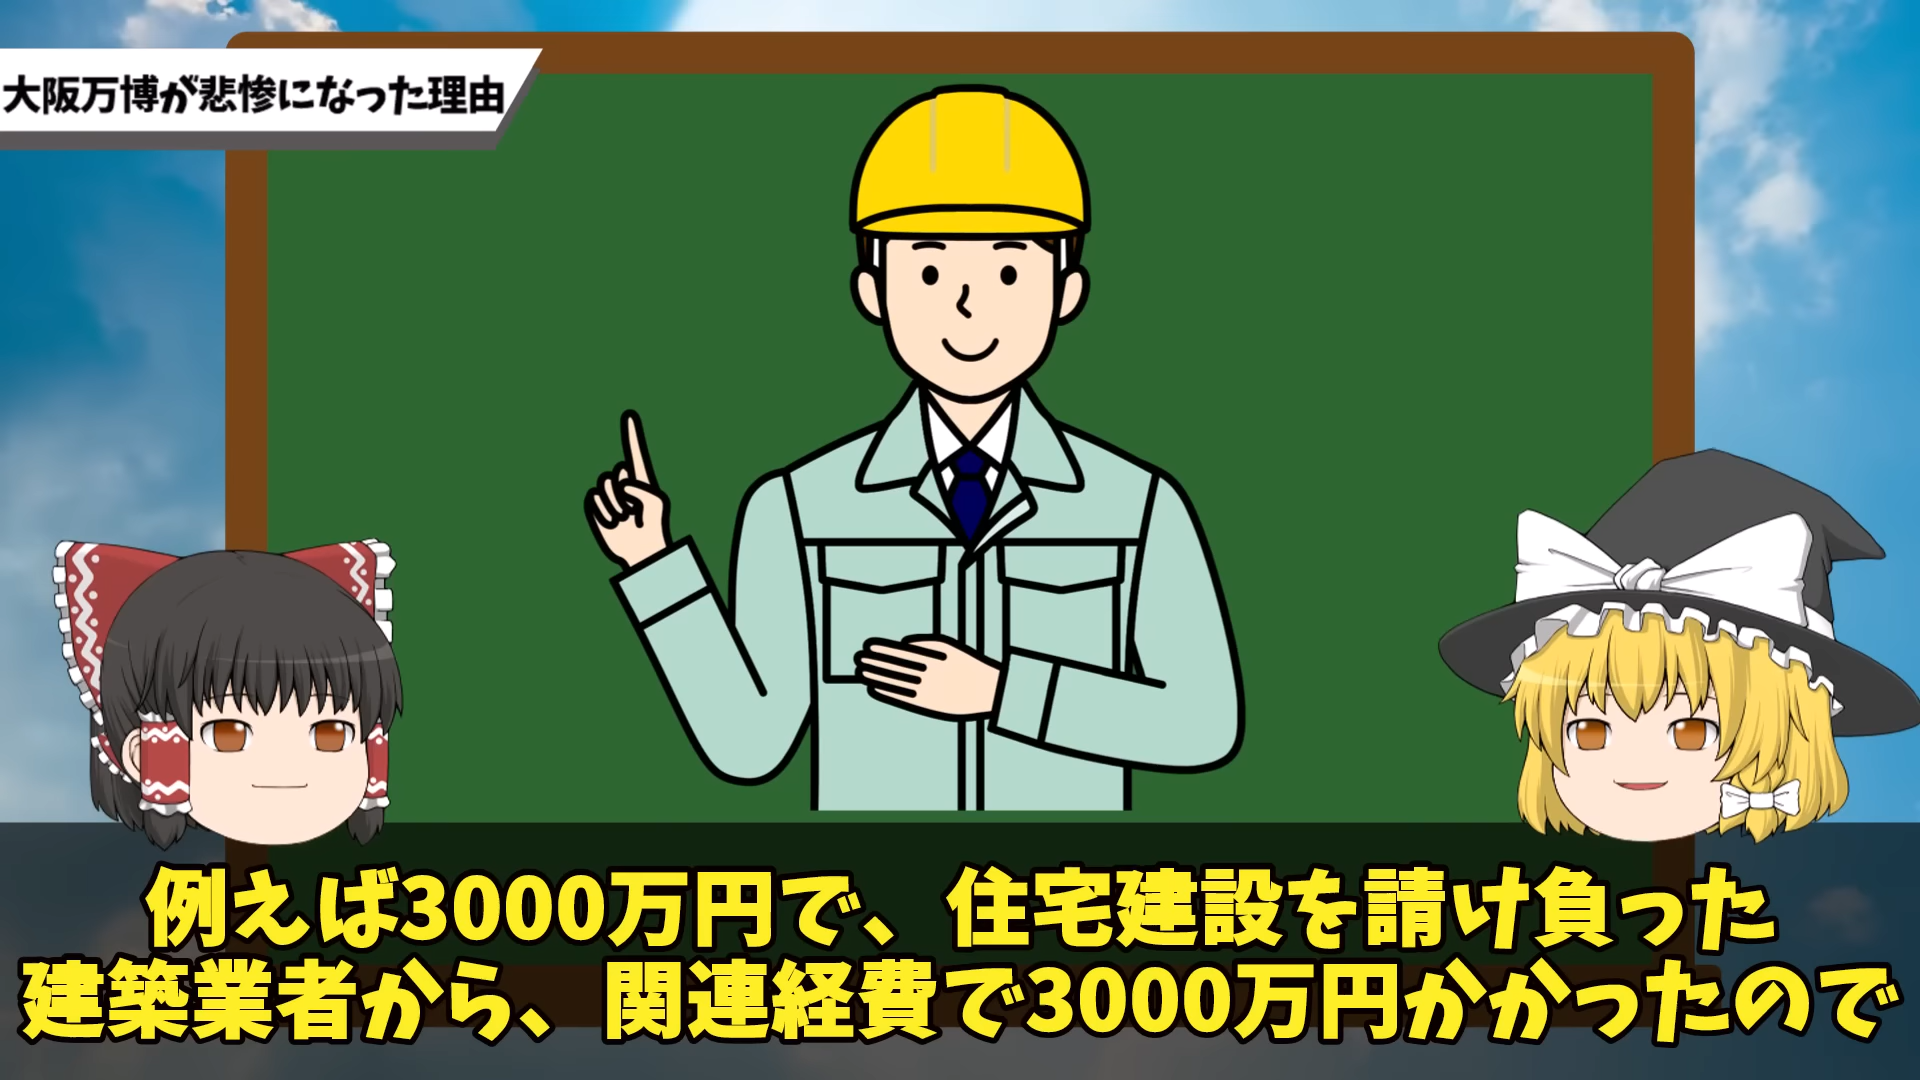 大阪万博が悲惨になった理由
例えば3000万円で、住宅建設を請け負った
建築業者から、関連経費で3000万円かかったので